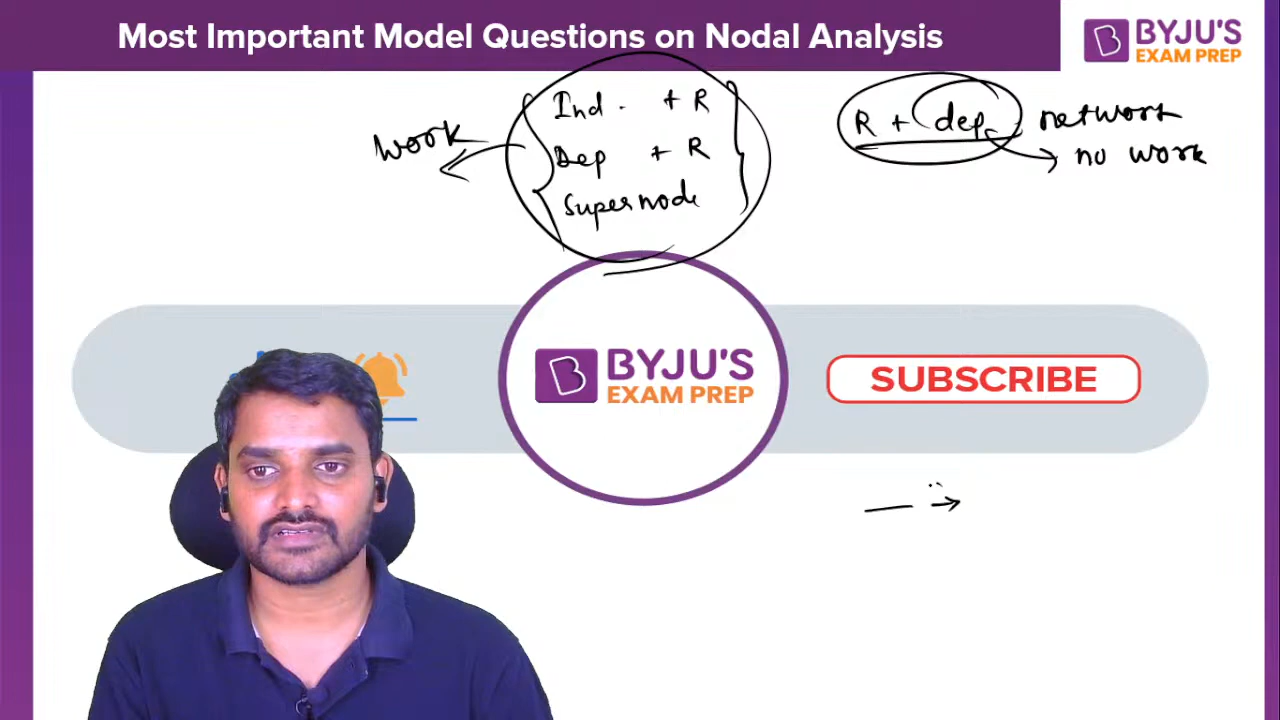 Most Important Model Questions on Nodal Analysis
BYJU'S
EXAM PREP
Ind. + R
Dep + R
Supernode
work
R + dep. network
no work
BYJU'S
EXAM PREP
SUBSCRIBE